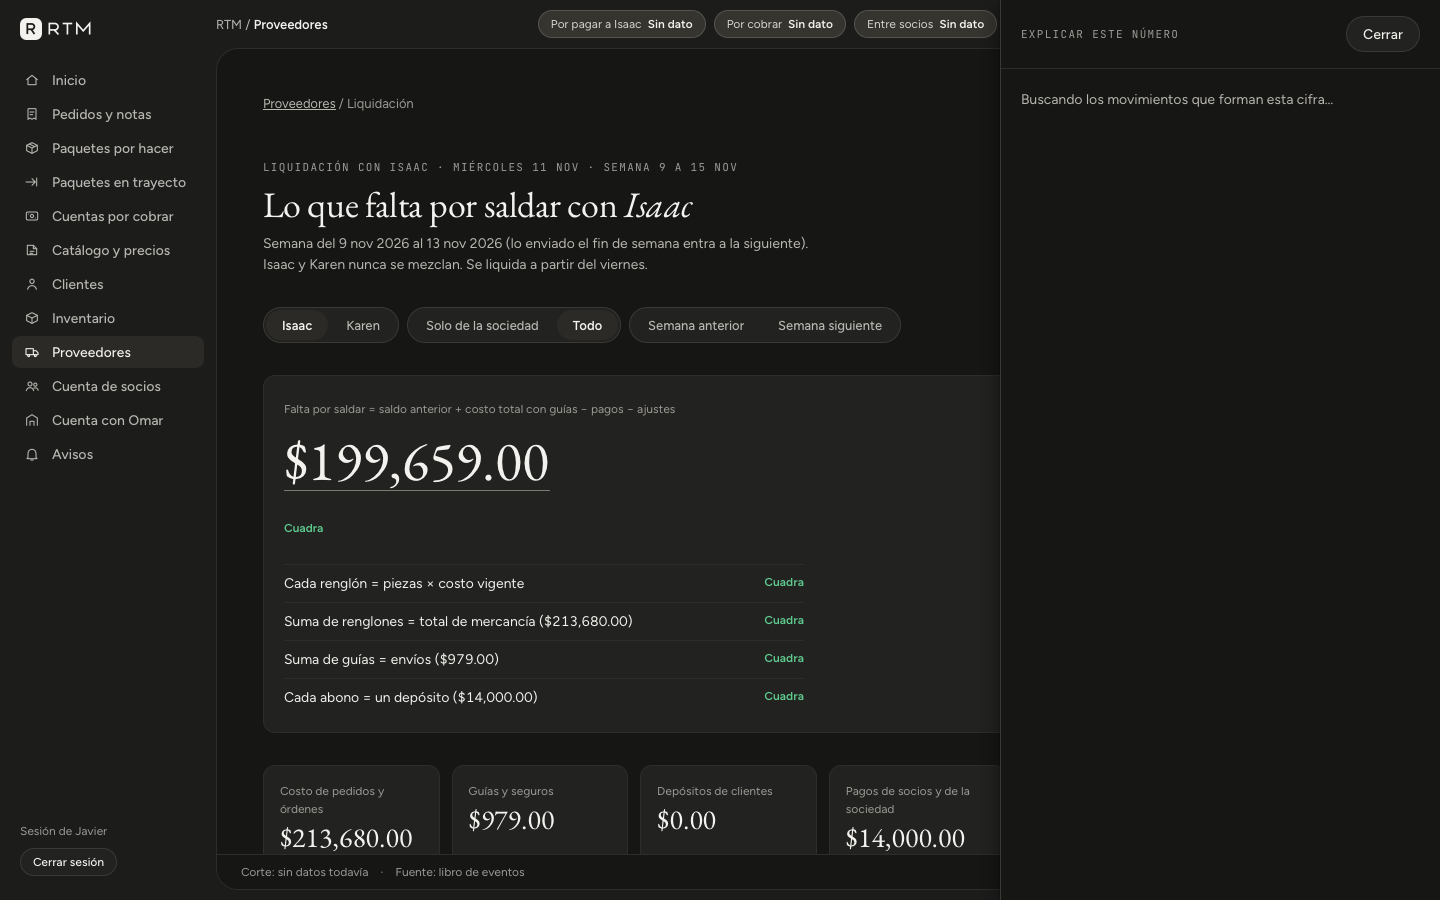 R RTM
RTM / Proveedores
Por pagar a Isaac Sin dato
Por cobrar Sin dato
Entre socios Sin dato
Inicio
Pedidos y notas
Paquetes por hacer
Paquetes en trayecto
Cuentas por cobrar
Catálogo y precios
Clientes
Inventario
Proveedores
Cuenta de socios
Cuenta con Omar
Avisos
Sesión de Javier
Cerrar sesión
Proveedores / Liquidación
LIQUIDACIÓN CON ISAAC · MIÉRCOLES 11 NOV · SEMANA 9 A 15 NOV
Lo que falta por saldar con Isaac
Semana del 9 nov 2026 al 13 nov 2026 (lo enviado el fin de semana entra a la siguiente).
Isaac y Karen nunca se mezclan. Se liquida a partir del viernes.
Isaac Karen
Solo de la sociedad Todo
Semana anterior Semana siguiente
Falta por saldar = saldo anterior + costo total con guías − pagos − ajustes
$199,659.00
Cuadra
Cada renglón = piezas × costo vigente Cuadra
Suma de renglones = total de mercancía ($213,680.00) Cuadra
Suma de guías = envíos ($979.00) Cuadra
Cada abono = un depósito ($14,000.00) Cuadra
Costo de pedidos y
órdenes
$213,680.00
Guías y seguros
$979.00
Depósitos de clientes
$0.00
Pagos de socios y de la
sociedad
$14,000.00
Corte: sin datos todavía · Fuente: libro de eventos
EXPLICAR ESTE NÚMERO
Cerrar
Buscando los movimientos que forman esta cifra…